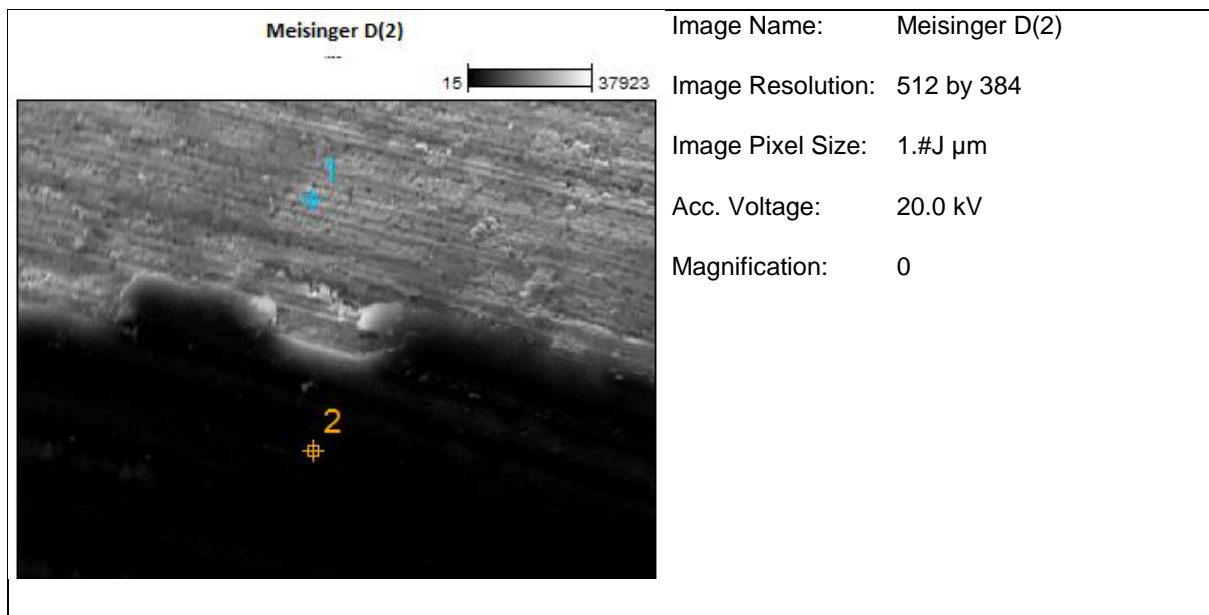 Meisinger D(2)
15 37923
1
2
Image Name: Meisinger D(2)
Image Resolution: 512 by 384
Image Pixel Size: 1.#J µm
Acc. Voltage: 20.0 kV
Magnification: 0